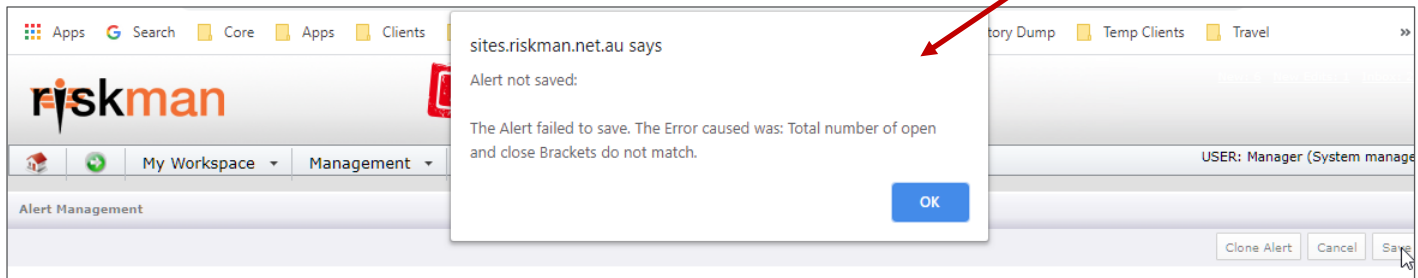 Apps Search Core Apps Clients
tory Dump Temp Clients Travel »
sites.riskman.net.au says
Alert not saved:
The Alert failed to save. The Error caused was: Total number of open
and close Brackets do not match.
OK
riskman
My Workspace Management
USER: Manager (System manage
Alert Management
Clone Alert Cancel Save